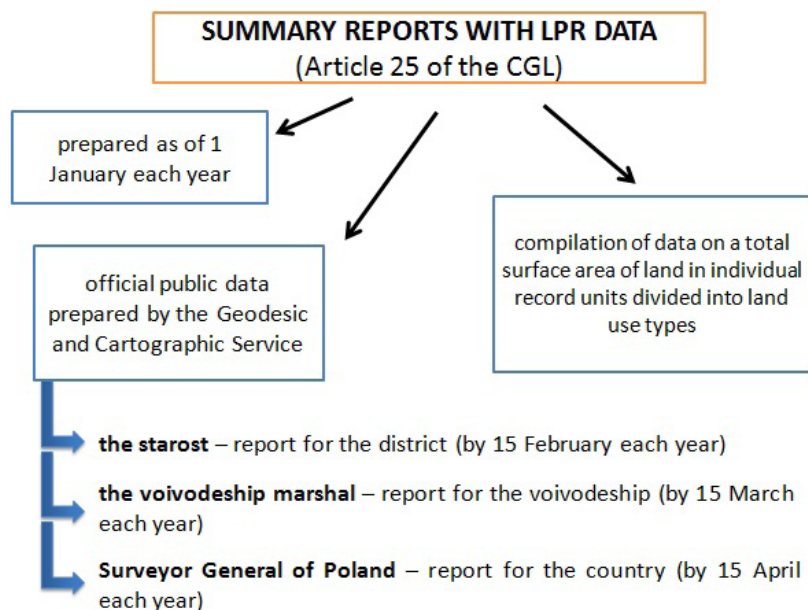 SUMMARY REPORTS WITH LPR DATA
(Article 25 of the CGL)
prepared as of 1
January each year
official public data
prepared by the Geodesic
and Cartographic Service
compilation of data on a total
surface area of land in individual
record units divided into land
use types
the starost – report for the district (by 15 February each year)
the voivodeship marshal – report for the voivodeship (by 15 March
each year)
Surveyor General of Poland – report for the country (by 15 April
each year)